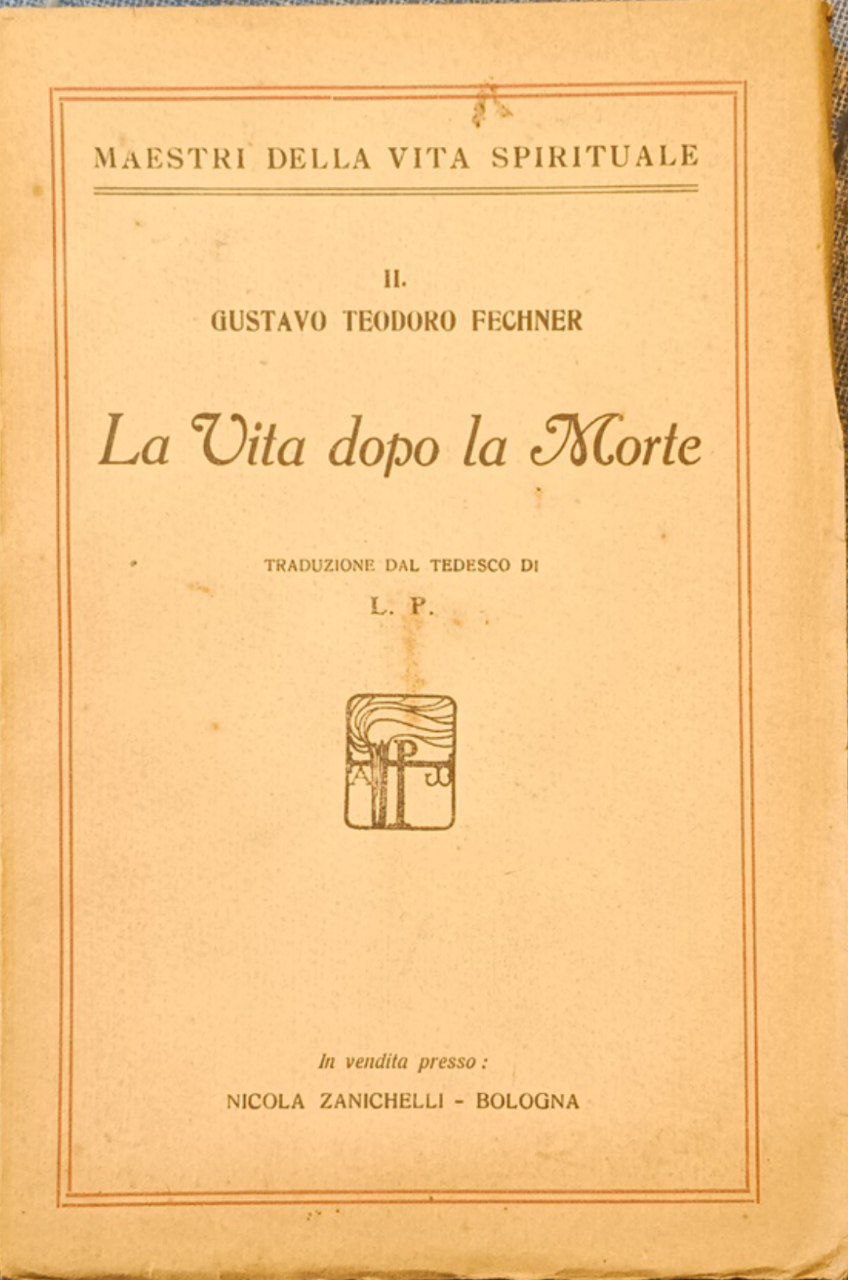 MAESTRI DELLA VITA SPIRITUALE
II.
GUSTAVO TEODORO FECHNER
La Vita dopo la Morte
TRADUZIONE DAL TEDESCO DI
L. P.
A P B
In vendita presso:
NICOLA ZANICHELLI - BOLOGNA